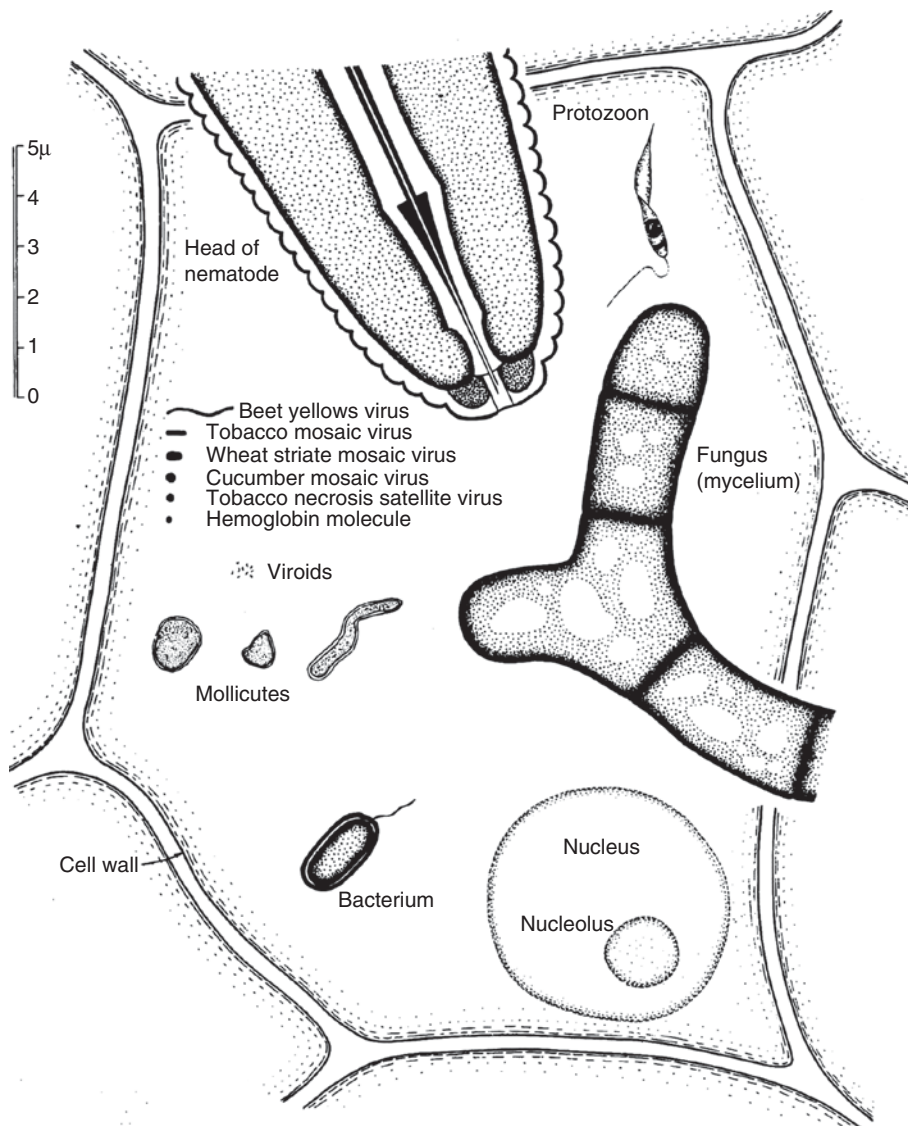 Protozoon
5μ
4
3
2
1
0
Head of
nematode
Beet yellows virus
Tobacco mosaic virus
Wheat striate mosaic virus
Cucumber mosaic virus
Tobacco necrosis satellite virus
Hemoglobin molecule
Fungus
(mycelium)
Viroids
Mollicutes
Cell wall
Bacterium
Nucleus
Nucleolus